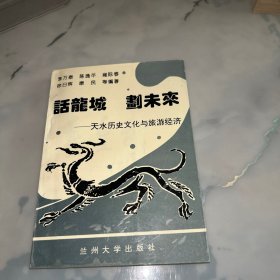 話龍城 劃未來
——天水历史文化与旅游经济
兰州大学出版社